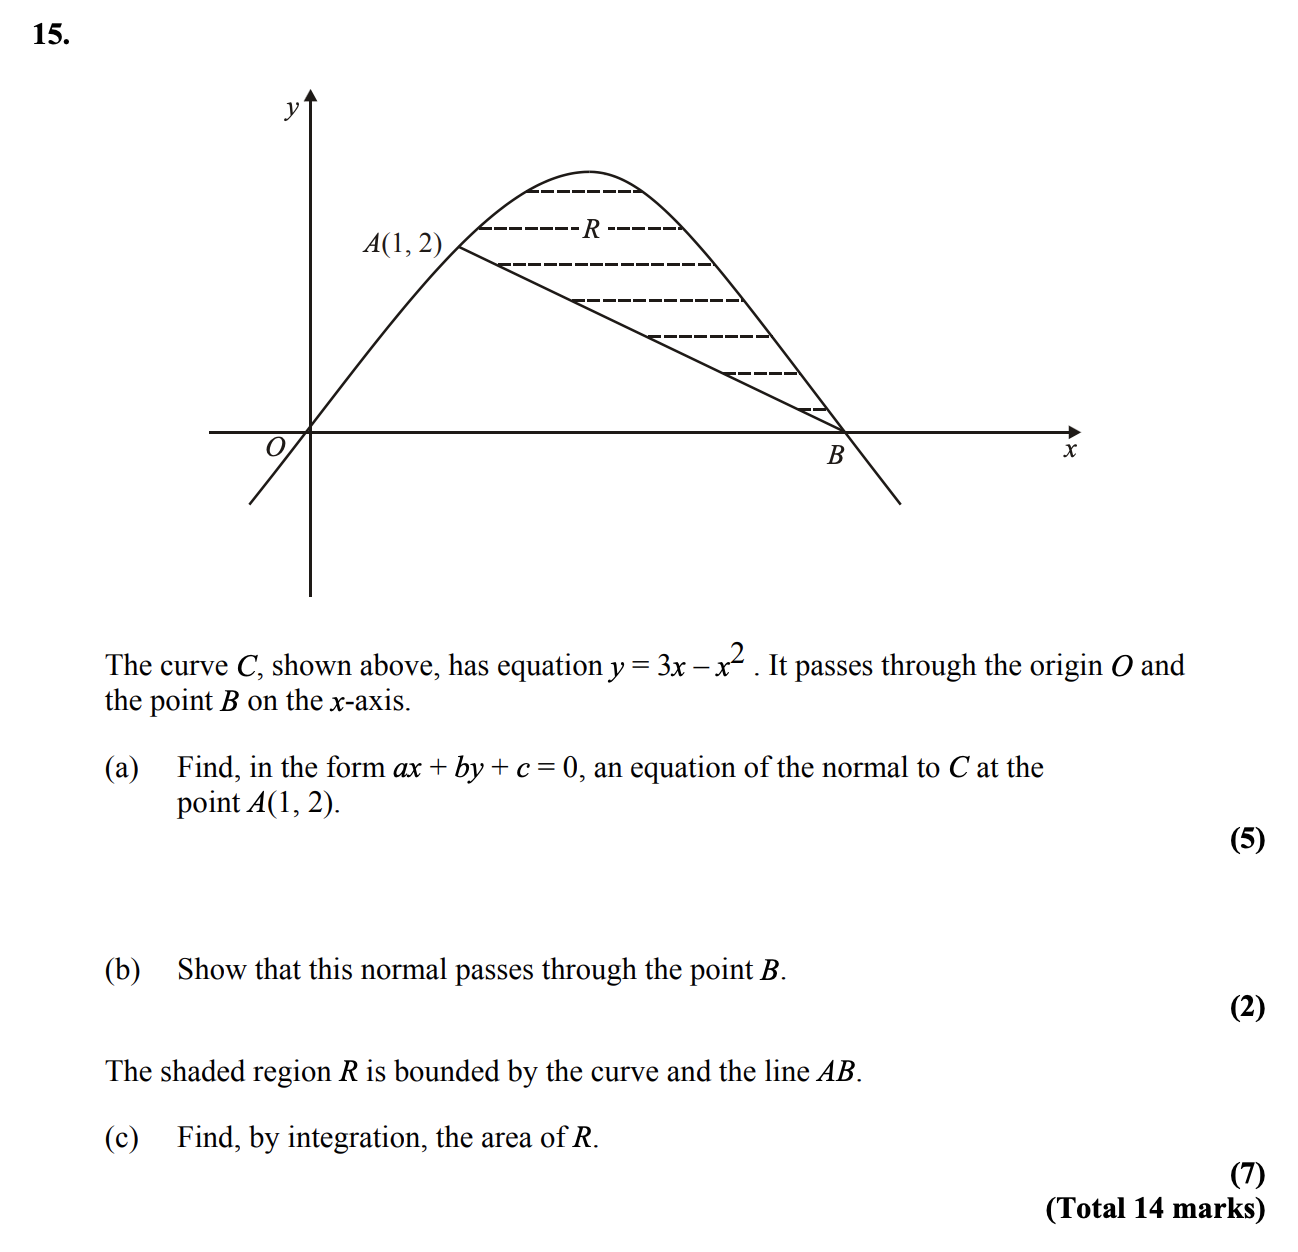 15.
y
A(1, 2)
R
O
B
x
The curve C, shown above, has equation y = 3x – x². It passes through the origin O and
the point B on the x-axis.
(a) Find, in the form ax + by + c = 0, an equation of the normal to C at the
point A(1, 2).
(5)
(b) Show that this normal passes through the point B.
(2)
The shaded region R is bounded by the curve and the line AB.
(c) Find, by integration, the area of R.
(7)
(Total 14 marks)